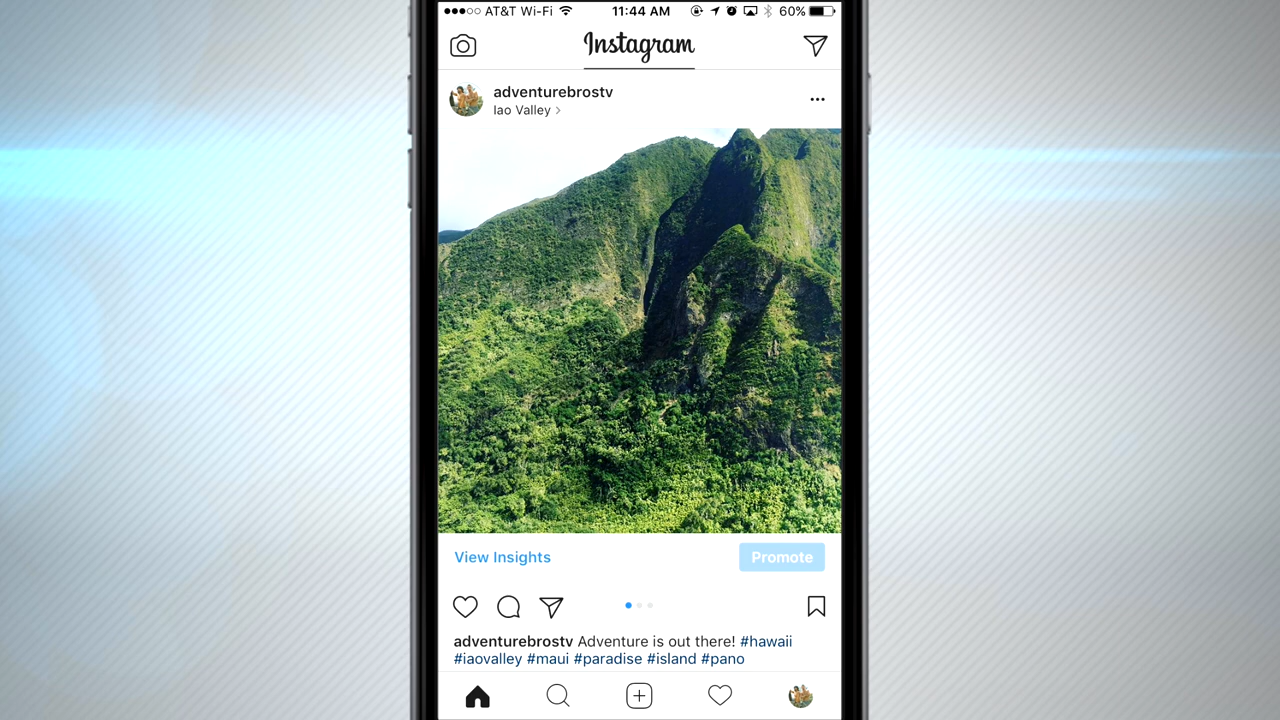 AT&T Wi-Fi 11:44 AM 60%
Instagram
adventurebrostv
Iao Valley >
View Insights Promote
adventurebrostv Adventure is out there! #hawaii
#iaovalley #maui #paradise #island #pano